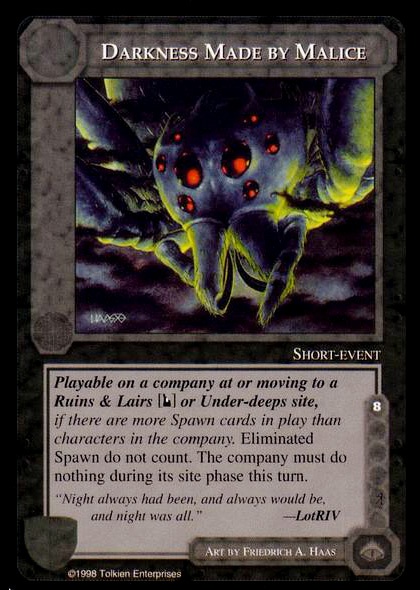 DARKNESS MADE BY MALICE
HAAS
SHORT-EVENT
Playable on a company at or moving to a
Ruins & Lairs [] or Under-deeps site,
if there are more Spawn cards in play than
characters in the company. Eliminated
Spawn do not count. The company must do
nothing during its site phase this turn.
8
“Night always had been, and always would be,
and night was all.” —LotRIV
ART BY FRIEDRICH A. HAAS
©1998 Tolkien Enterprises